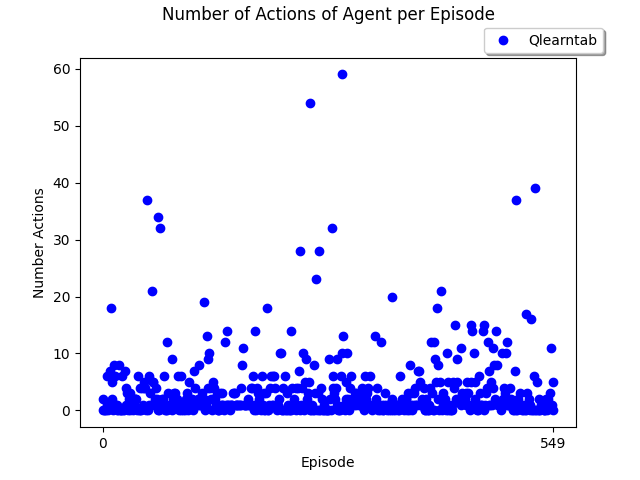 Number of Actions of Agent per Episode
Qlearntab
60
50
40
30
20
10
0
Number Actions
0
549
Episode